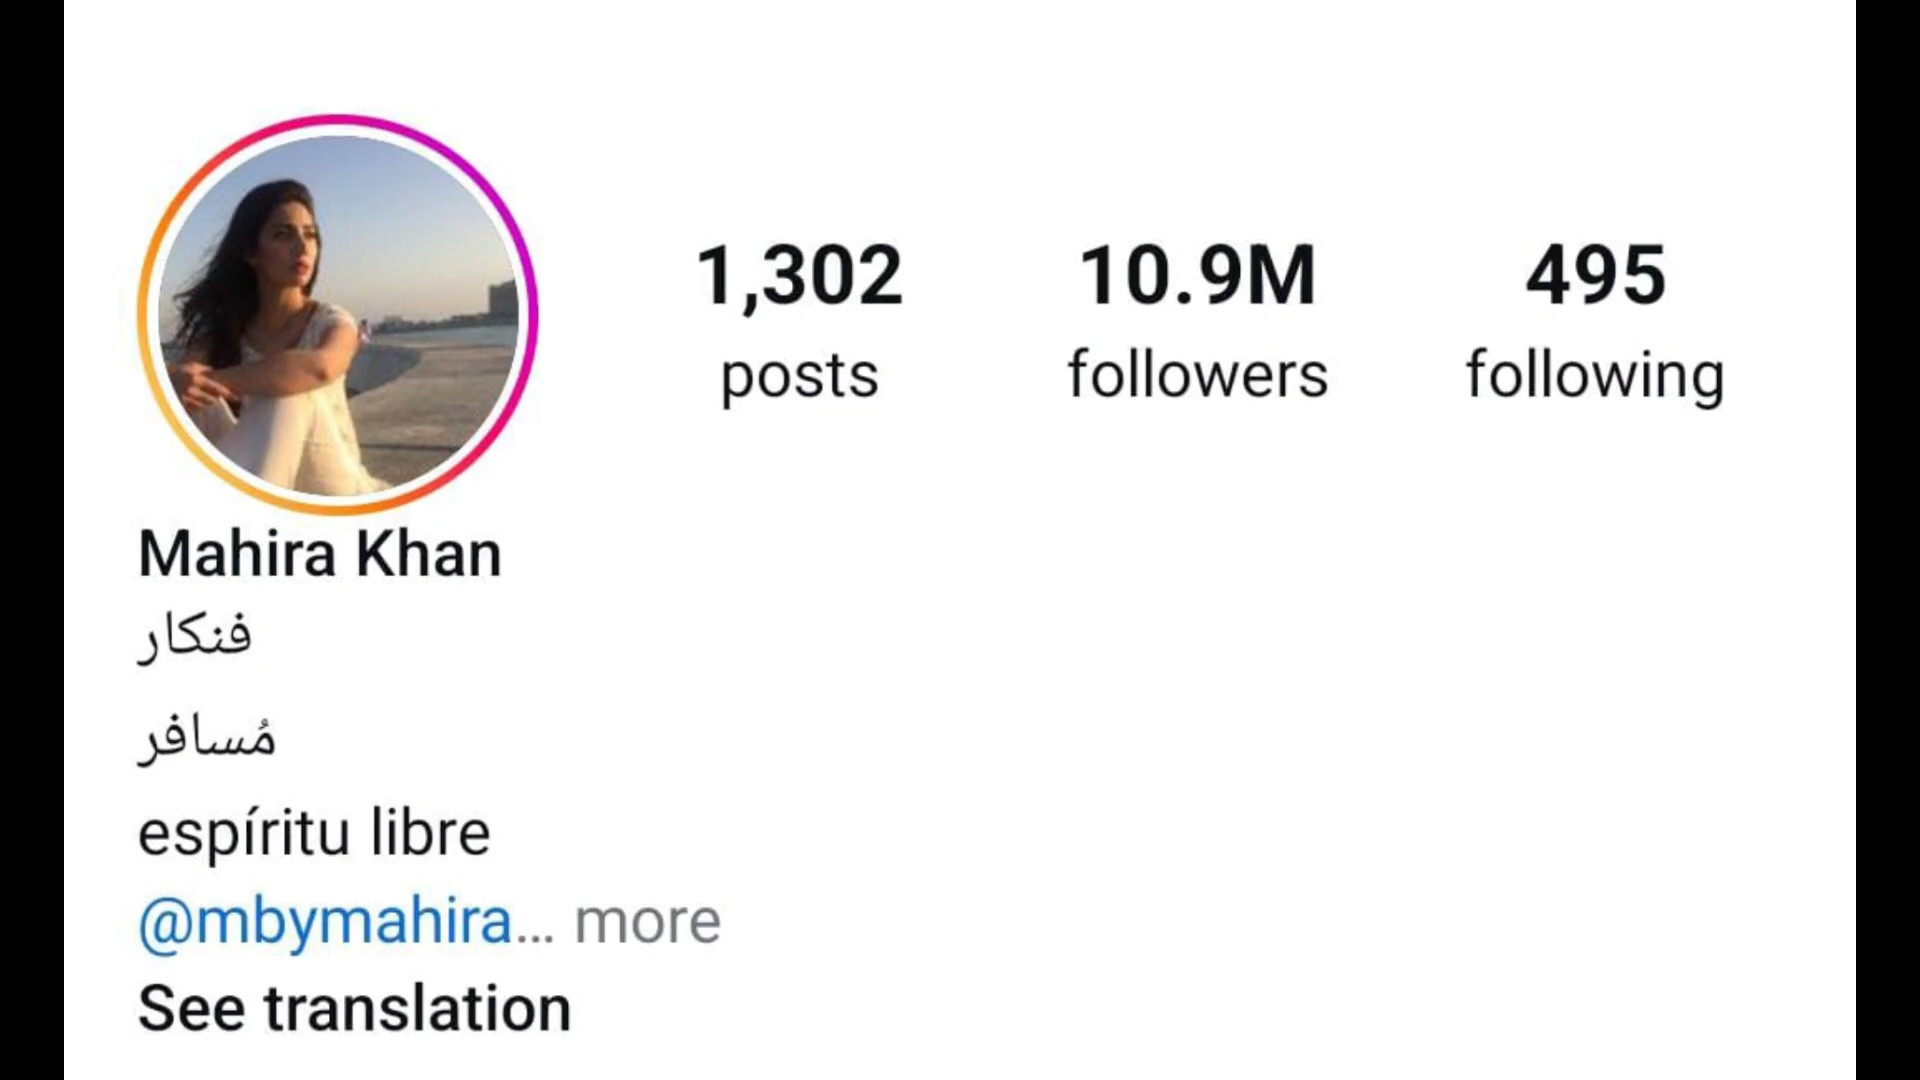 1,302 10.9M 495
posts followers following
Mahira Khan
فنکار
مُسافر
espíritu libre
@mbymahira... more
See translation